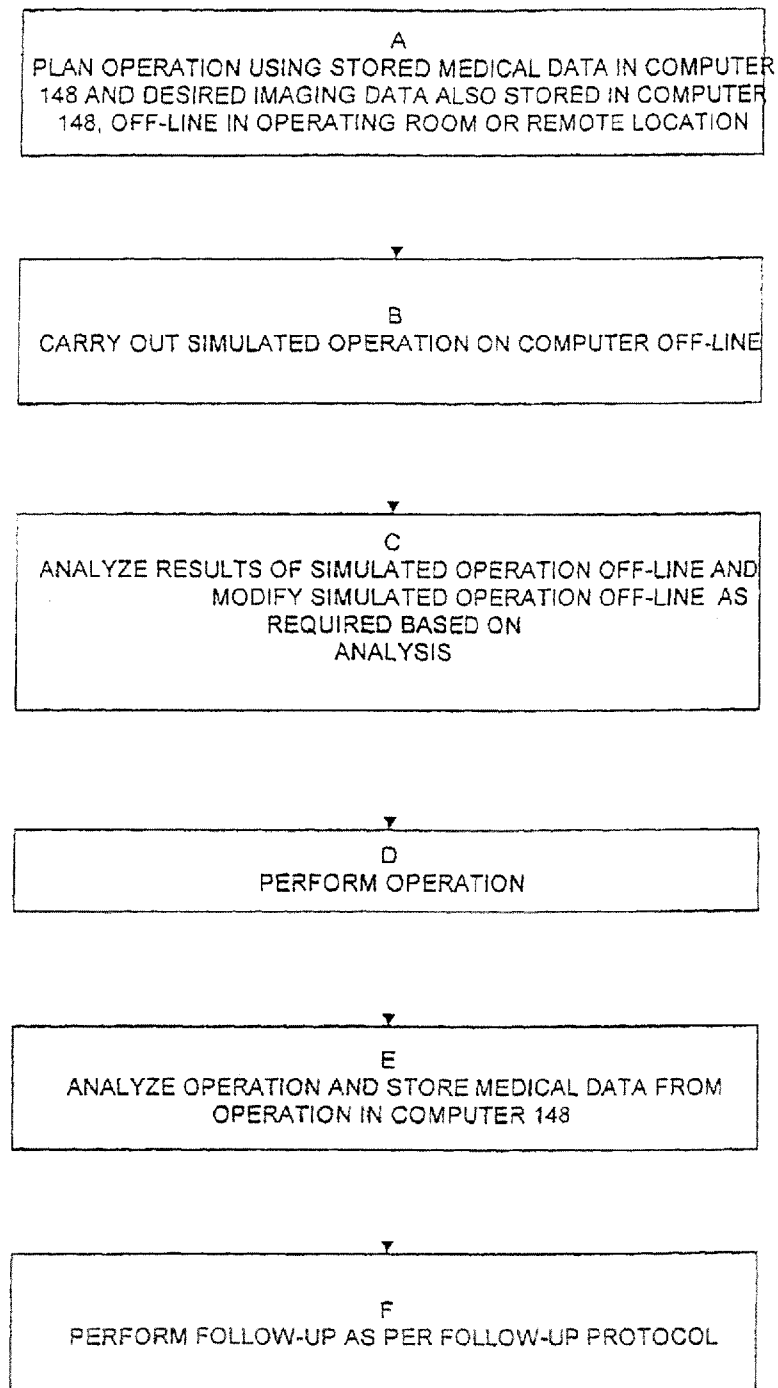 A
PLAN OPERATION USING STORED MEDICAL DATA IN COMPUTER
148 AND DESIRED IMAGING DATA ALSO STORED IN COMPUTER
148, OFF-LINE IN OPERATING ROOM OR REMOTE LOCATION
B
CARRY OUT SIMULATED OPERATION ON COMPUTER OFF-LINE
C
ANALYZE RESULTS OF SIMULATED OPERATION OFF-LINE AND
MODIFY SIMULATED OPERATION OFF-LINE AS
REQUIRED BASED ON
ANALYSIS
D
PERFORM OPERATION
E
ANALYZE OPERATION AND STORE MEDICAL DATA FROM
OPERATION IN COMPUTER 148
F
PERFORM FOLLOW-UP AS PER FOLLOW-UP PROTOCOL